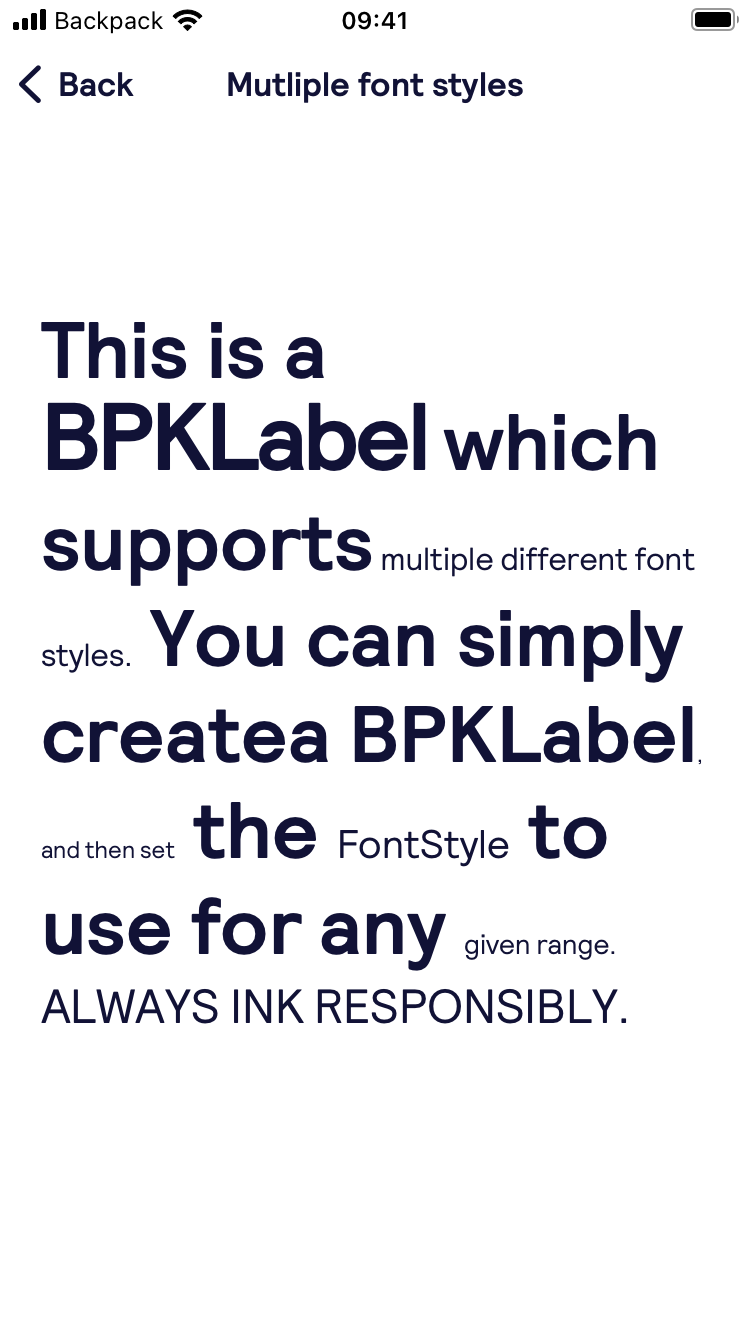 Backpack 09:41
Back Mutliple font styles
This is a
BPKLabel which
supports multiple different font
styles. You can simply
createa BPKLabel,
and then set the FontStyle to
use for any given range.
ALWAYS INK RESPONSIBLY.